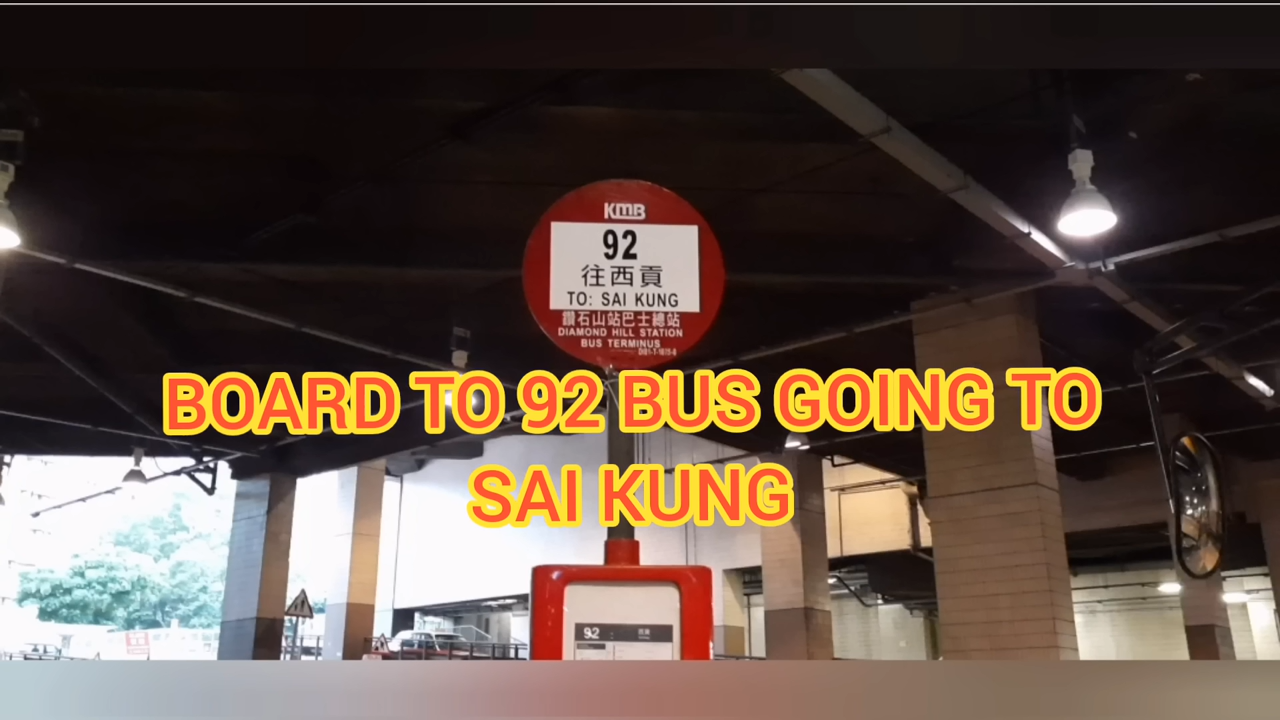 KMB
92
往西貢
TO: SAI KUNG
鑽石山站巴士總站
DIAMOND HILL STATION
BUS TERMINUS
BOARD TO 92 BUS GOING TO
SAI KUNG
92